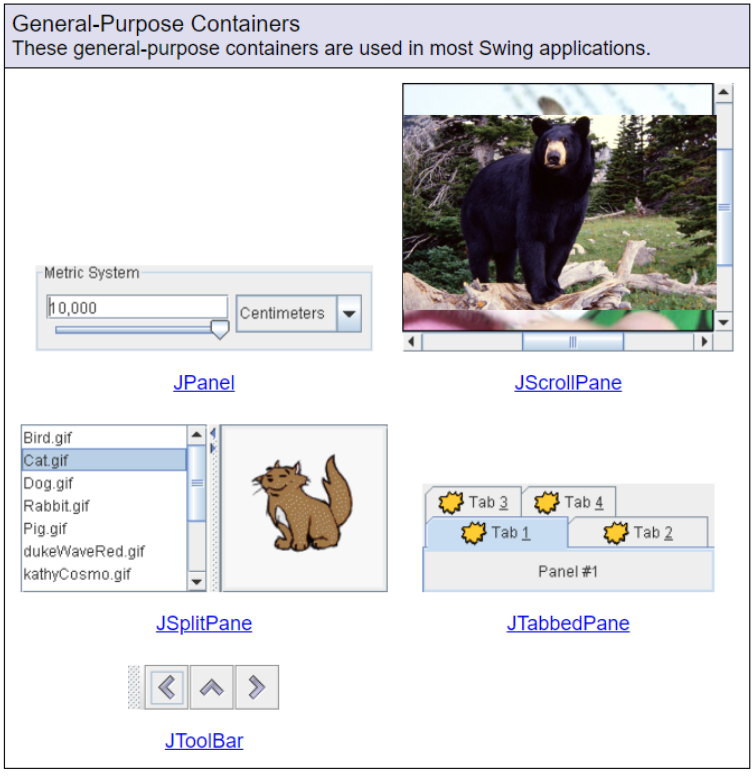 General-Purpose Containers
These general-purpose containers are used in most Swing applications.
Metric System
10,000
Centimeters
JPanel
JScrollPane
Bird.gif
Cat.gif
Dog.gif
Rabbit.gif
Pig.gif
dukeWaveRed.gif
kathyCosmo.gif
Tab 3
Tab 4
Tab 1
Tab 2
Panel #1
JSplitPane
JTabbedPane
JToolBar